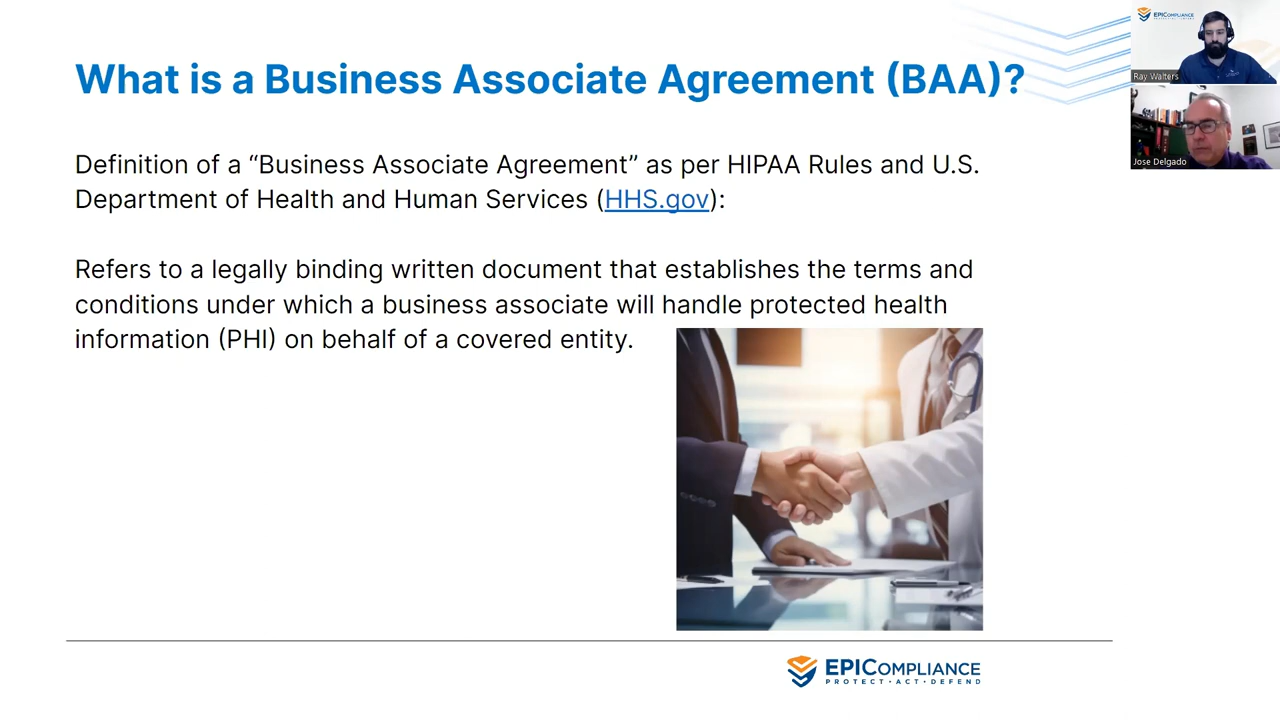 What is a Business Associate Agreement (BAA)?
Definition of a “Business Associate Agreement” as per HIPAA Rules and U.S.
Department of Health and Human Services (HHS.gov):
Refers to a legally binding written document that establishes the terms and
conditions under which a business associate will handle protected health
information (PHI) on behalf of a covered entity.
EPICOMPLIANCE
PROTECT • ACT • DEFEND
EPICOMPLIANCE
Ray Walters
Jose Delgado